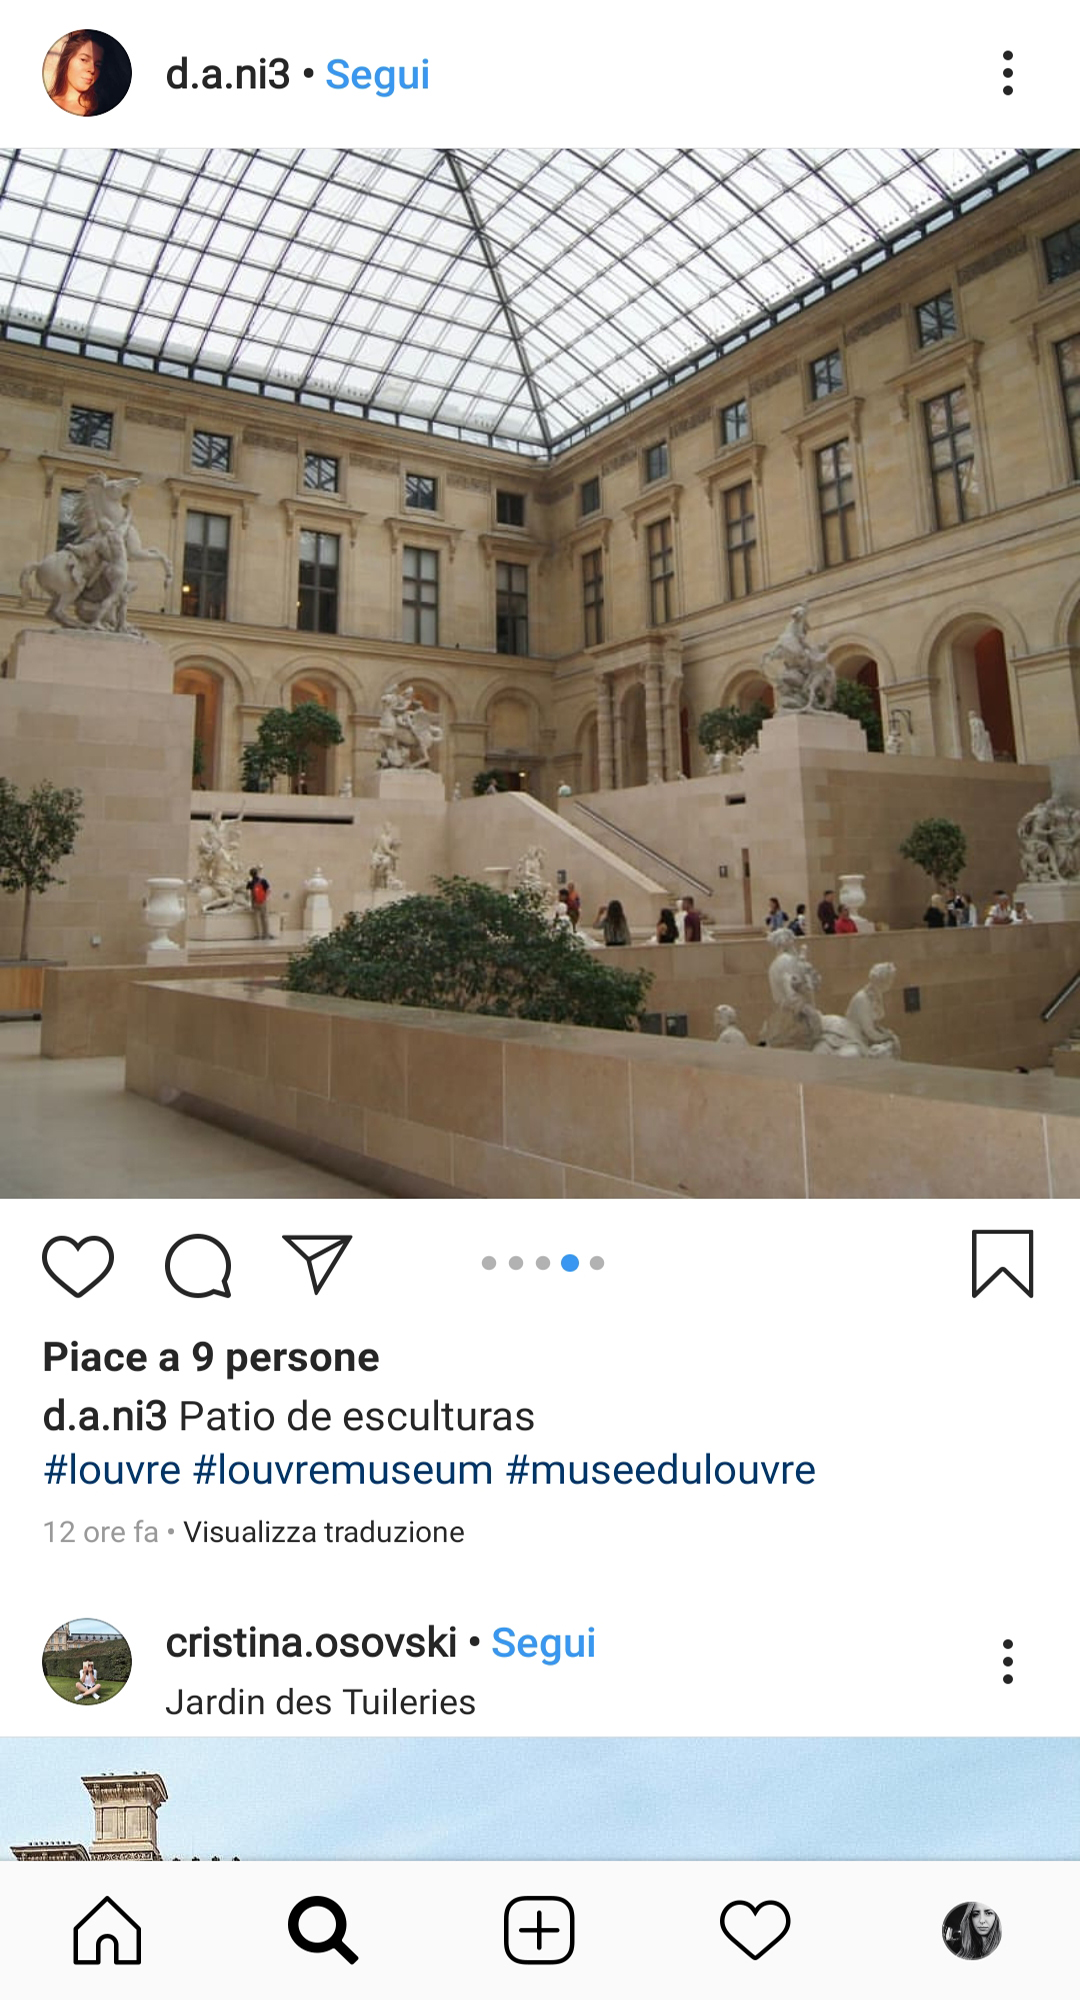 d.a.ni3 • Segui
Piace a 9 persone
d.a.ni3 Patio de esculturas
#louvre #louvremuseum #museedulouvre
12 ore fa • Visualizza traduzione
cristina.osovski • Segui
Jardin des Tuileries